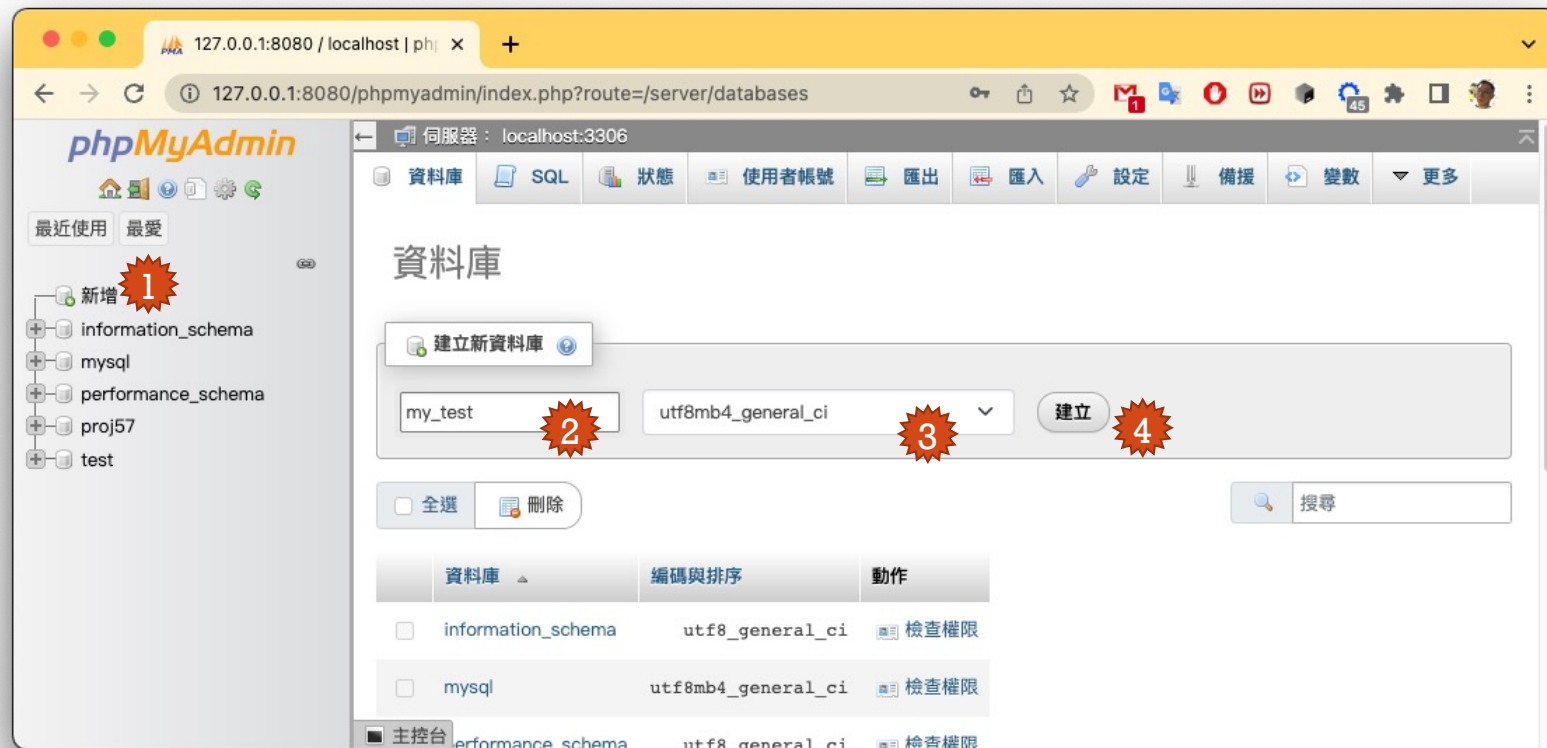 127.0.0.1:8080 / localhost | ph
127.0.0.1:8080/phpmyadmin/index.php?route=/server/databases
1
45
phpMyAdmin
最近使用 最愛
新增
1
information_schema
mysql
performance_schema
proj57
test
伺服器： localhost:3306
資料庫 SQL 狀態 使用者帳號 匯出 匯入 設定 備援 變數 更多
資料庫
建立新資料庫
my_test 2 utf8mb4_general_ci 3 建立 4
全選 刪除 搜尋
資料庫 編碼與排序 動作
information_schema utf8_general_ci 檢查權限
mysql utf8mb4_general_ci 檢查權限
主控台 erformance_schema utf8_general_ci 檢查權限